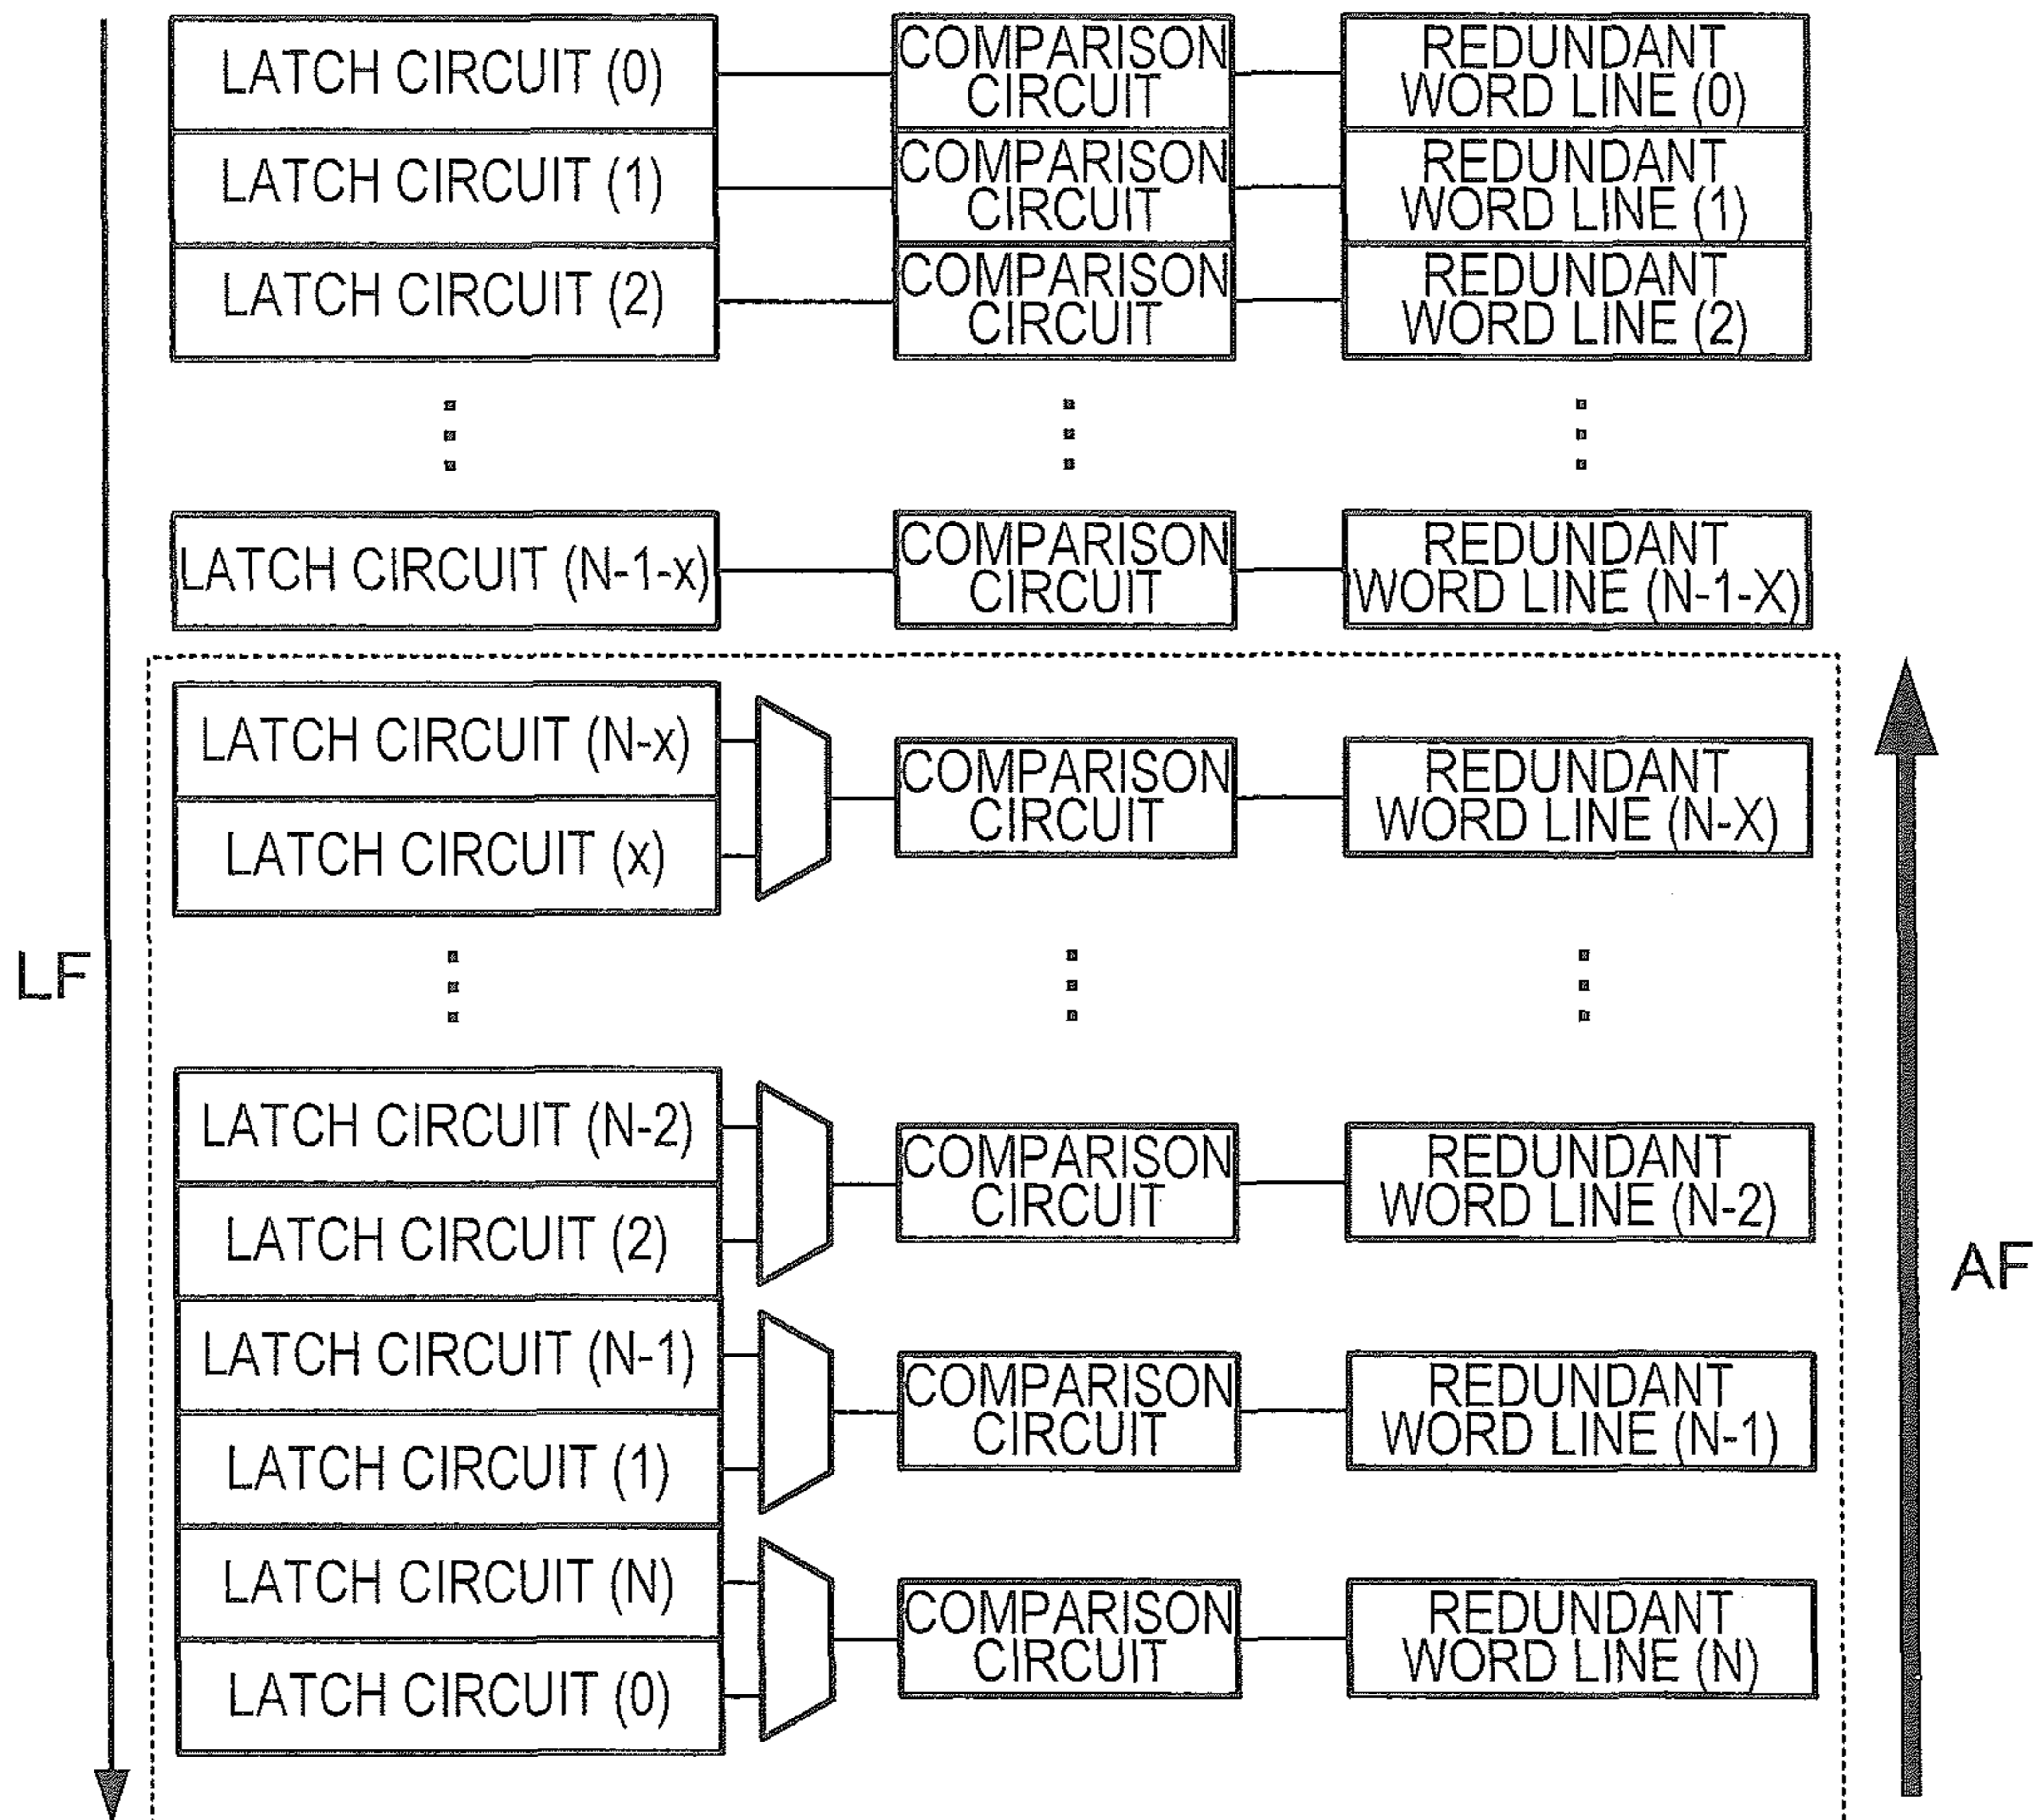 LATCH CIRCUIT (0)
COMPARISON
CIRCUIT
REDUNDANT
WORD LINE (0)
LATCH CIRCUIT (1)
COMPARISON
CIRCUIT
REDUNDANT
WORD LINE (1)
LATCH CIRCUIT (2)
COMPARISON
CIRCUIT
REDUNDANT
WORD LINE (2)
LATCH CIRCUIT (N-1-x)
COMPARISON
CIRCUIT
REDUNDANT
WORD LINE (N-1-X)
LATCH CIRCUIT (N-x)
LATCH CIRCUIT (x)
COMPARISON
CIRCUIT
REDUNDANT
WORD LINE (N-X)
LF
LATCH CIRCUIT (N-2)
LATCH CIRCUIT (2)
COMPARISON
CIRCUIT
REDUNDANT
WORD LINE (N-2)
AF
LATCH CIRCUIT (N-1)
LATCH CIRCUIT (1)
COMPARISON
CIRCUIT
REDUNDANT
WORD LINE (N-1)
LATCH CIRCUIT (N)
LATCH CIRCUIT (0)
COMPARISON
CIRCUIT
REDUNDANT
WORD LINE (N)